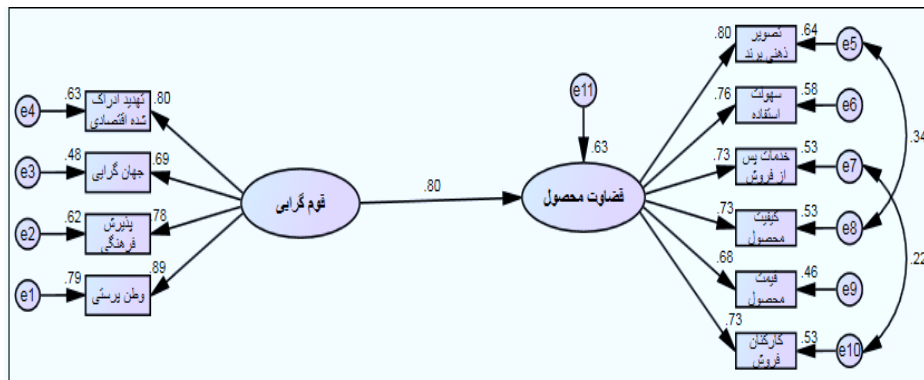 تصویر
ذهنی برند
.80
.64
e5
e4
.63
تهدید ادراک
شده اقتصادی
.80
e11
.76
سهولت
استفاده
.58
e6
.63
.34
e3
.48
جهان گرایی
.69
.73
خدمات پس
از فروش
.53
e7
قوم گرایی
.80
قضاوت محصول
e2
.62
پذیرش
فرهنگی
.78
.73
کیفیت
محصول
.53
e8
.22
e1
.79
وطن پرستی
.89
.68
قیمت
محصول
.46
e9
.73
کارکنان
فروش
.53
e10